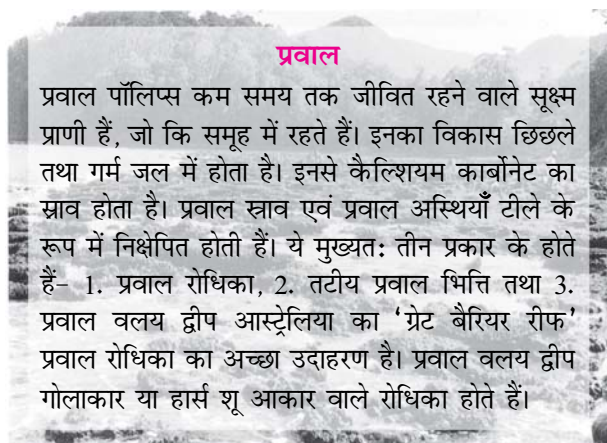 प्रवाल
प्रवाल पॉलिप्स कम समय तक जीवित रहने वाले सूक्ष्म
प्राणी हैं, जो कि समूह में रहते हैं। इनका विकास छिछले
तथा गर्म जल में होता है। इनसे कैल्शियम कार्बोनेट का
स्राव होता है। प्रवाल स्राव एवं प्रवाल अस्थियाँ टीले के
रूप में निक्षेपित होती हैं। ये मुख्यत: तीन प्रकार के होते
हैं– 1. प्रवाल रोधिका, 2. तटीय प्रवाल भित्ति तथा 3.
प्रवाल वलय द्वीप आस्ट्रेलिया का ‘ग्रेट बैरियर रीफ’
प्रवाल रोधिका का अच्छा उदाहरण है। प्रवाल वलय द्वीप
गोलाकार या हार्स शू आकार वाले रोधिका होते हैं।